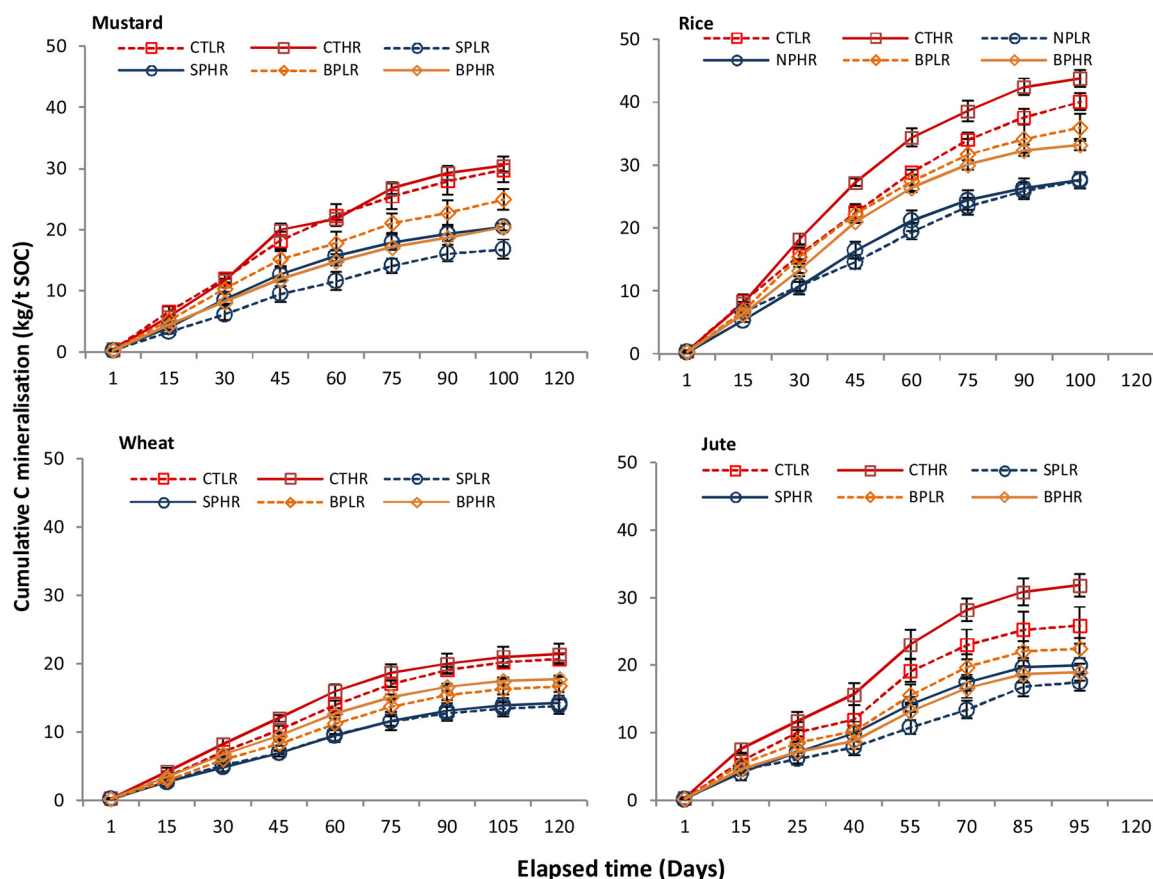 Cumulative C mineralisation (kg/t SOC)
Mustard
CTLR CTHR SPLR
SPHR BPLR BPHR
50
40
30
20
10
0
1 15 30 45 60 75 90 100 120
Rice
CTLR CTHR NPLR
NPHR BPLR BPHR
50
40
30
20
10
0
1 15 30 45 60 75 90 100 120
Wheat
CTLR CTHR SPLR
SPHR BPLR BPHR
50
40
30
20
10
0
1 15 30 45 60 75 90 105 120
Jute
CTLR CTHR SPLR
SPHR BPLR BPHR
50
40
30
20
10
0
1 15 25 40 55 70 85 95 120
Elapsed time (Days)